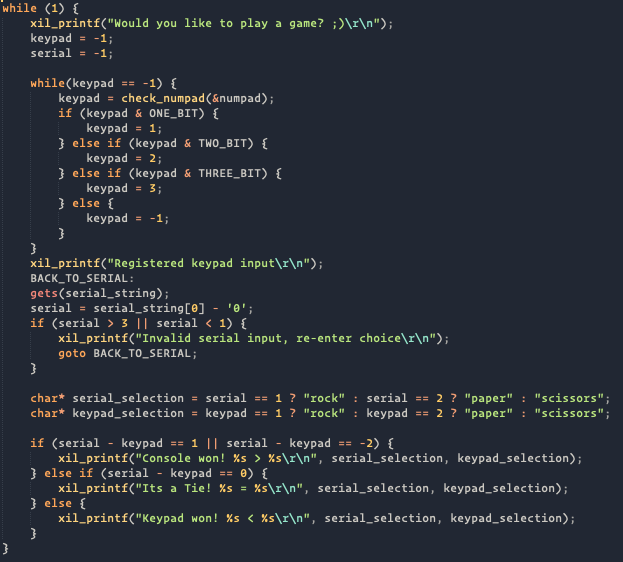 while (1) {
    xil_printf("Would you like to play a game? ;)\r\n");
    keypad = -1;
    serial = -1;

    while(keypad == -1) {
        keypad = check_numpad(&numpad);
        if (keypad & ONE_BIT) {
            keypad = 1;
        } else if (keypad & TWO_BIT) {
            keypad = 2;
        } else if (keypad & THREE_BIT) {
            keypad = 3;
        } else {
            keypad = -1;
        }
    }
    xil_printf("Registered keypad input\r\n");
    BACK_TO_SERIAL:
    gets(serial_string);
    serial = serial_string[0] - '0';
    if (serial > 3 || serial < 1) {
        xil_printf("Invalid serial input, re-enter choice\r\n");
        goto BACK_TO_SERIAL;
    }

    char* serial_selection = serial == 1 ? "rock" : serial == 2 ? "paper" : "scissors";
    char* keypad_selection = keypad == 1 ? "rock" : keypad == 2 ? "paper" : "scissors";

    if (serial - keypad == 1 || serial - keypad == -2) {
        xil_printf("Console won! %s > %s\r\n", serial_selection, keypad_selection);
    } else if (serial - keypad == 0) {
        xil_printf("Its a Tie! %s = %s\r\n", serial_selection, keypad_selection);
    } else {
        xil_printf("Keypad won! %s < %s\r\n", serial_selection, keypad_selection);
    }
}